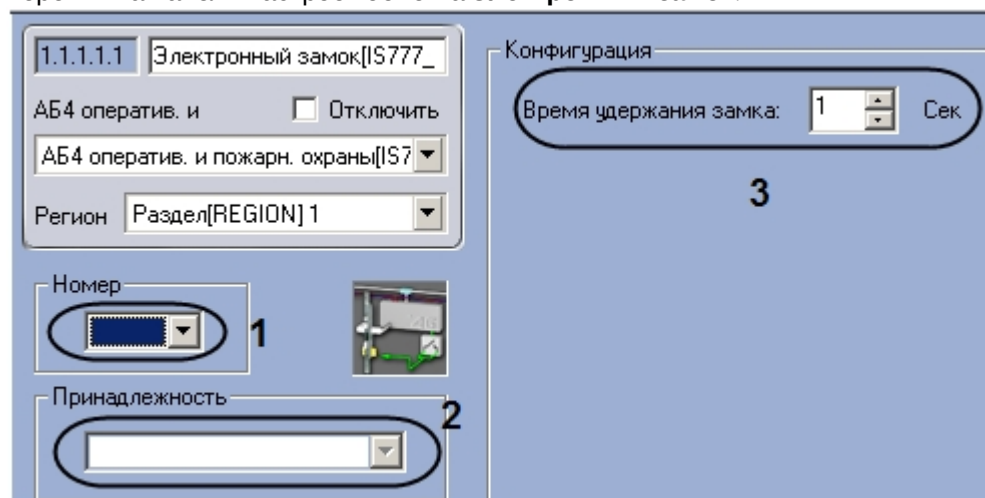 1.1.1.1.1 Электронный замок[IS777_
АБ4 оператив. и Отключить
АБ4 оператив. и пожарн. охраны[IS7
Регион Раздел[REGION] 1
Номер
1
Принадлежность
2
Конфигурация
Время удержания замка: 1 Сек
3